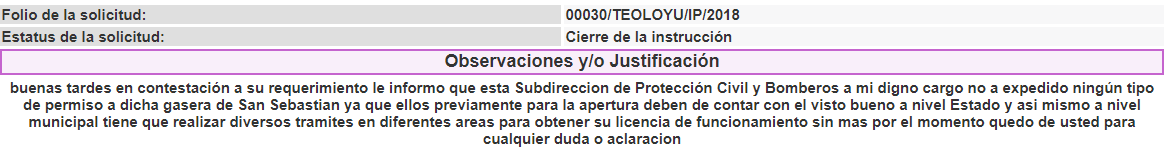 Folio de la solicitud: 00030/TEOLOYU/IP/2018
Estatus de la solicitud: Cierre de la instrucción
Observaciones y/o Justificación
buenas tardes en contestación a su requerimiento le informo que esta Subdireccion de Protección Civil y Bomberos a mi digno cargo no a expedido ningún tipo
de permiso a dicha gasera de San Sebastian ya que ellos previamente para la apertura deben de contar con el visto bueno a nivel Estado y asi mismo a nivel
municipal tiene que realizar diversos tramites en diferentes areas para obtener su licencia de funcionamiento sin mas por el momento quedo de usted para
cualquier duda o aclaracion